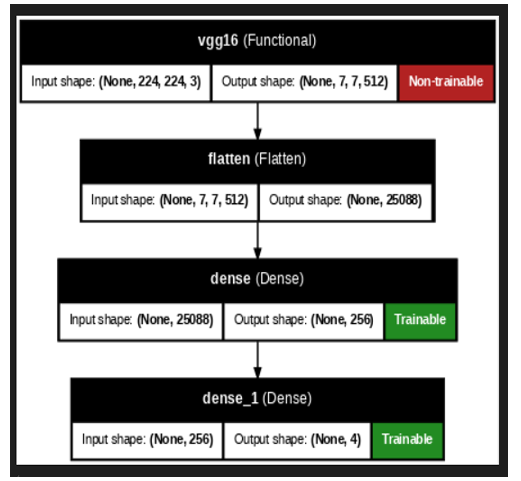 vgg16 (Functional)
Input shape: (None, 224, 224, 3) Output shape: (None, 7, 7, 512) Non-trainable
flatten (Flatten)
Input shape: (None, 7, 7, 512) Output shape: (None, 25088)
dense (Dense)
Input shape: (None, 25088) Output shape: (None, 256) Trainable
dense_1 (Dense)
Input shape: (None, 256) Output shape: (None, 4) Trainable